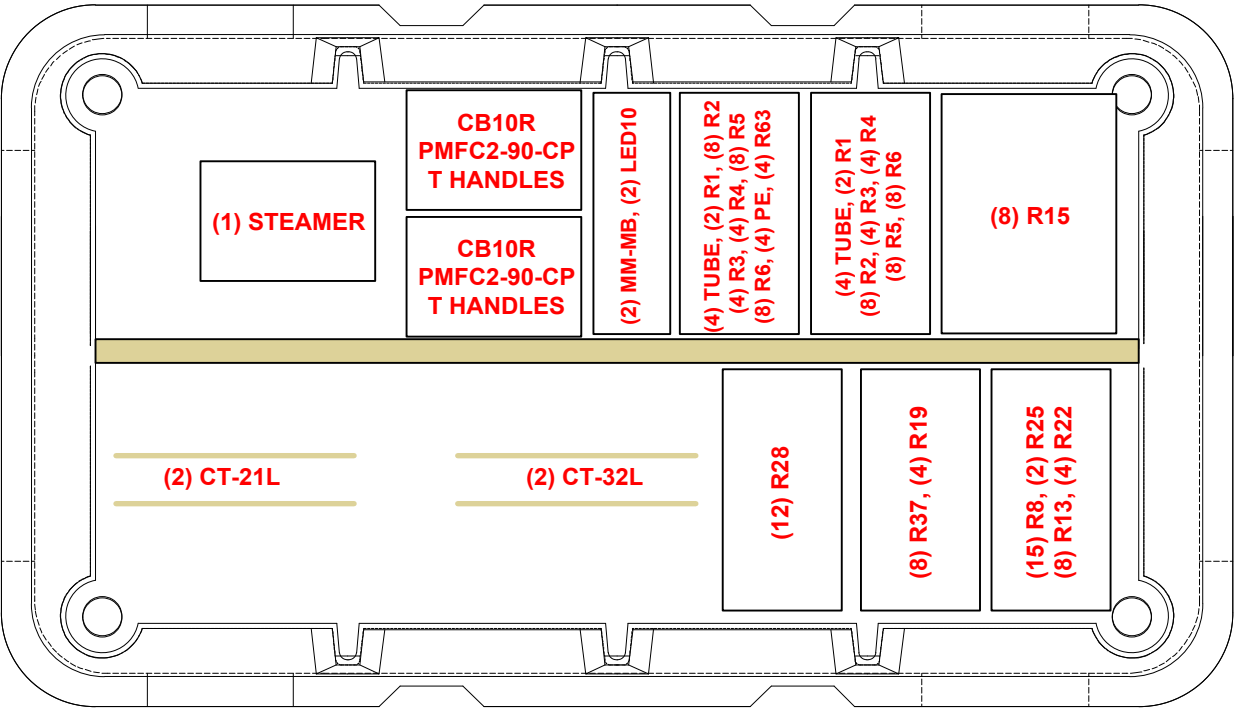 (1) STEAMER
CB10R
PMFC2-90-CP
T HANDLES
CB10R
PMFC2-90-CP
T HANDLES
(2) MM-MB, (2) LED10
(4) TUBE, (2) R1, (8) R2
(4) R3, (4) R4, (8) R5
(8) R6, (4) PE, (4) R63
(4) TUBE, (2) R1
(8) R2, (4) R3, (4) R4
(8) R5, (8) R6
(8) R15
(2) CT-21L
(2) CT-32L
(12) R28
(8) R37, (4) R19
(15) R8, (2) R25
(8) R13, (4) R22